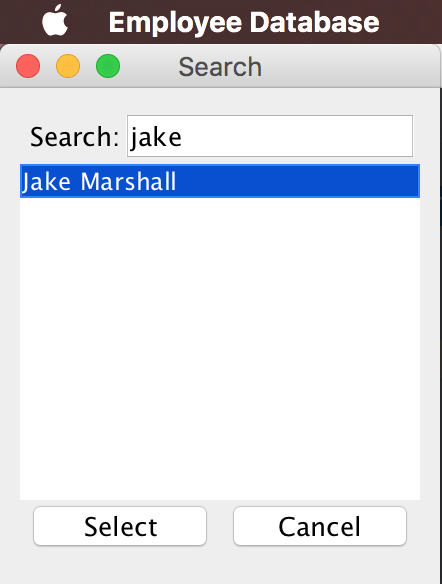 Employee Database
Search
Search: jake
Jake Marshall
Select Cancel